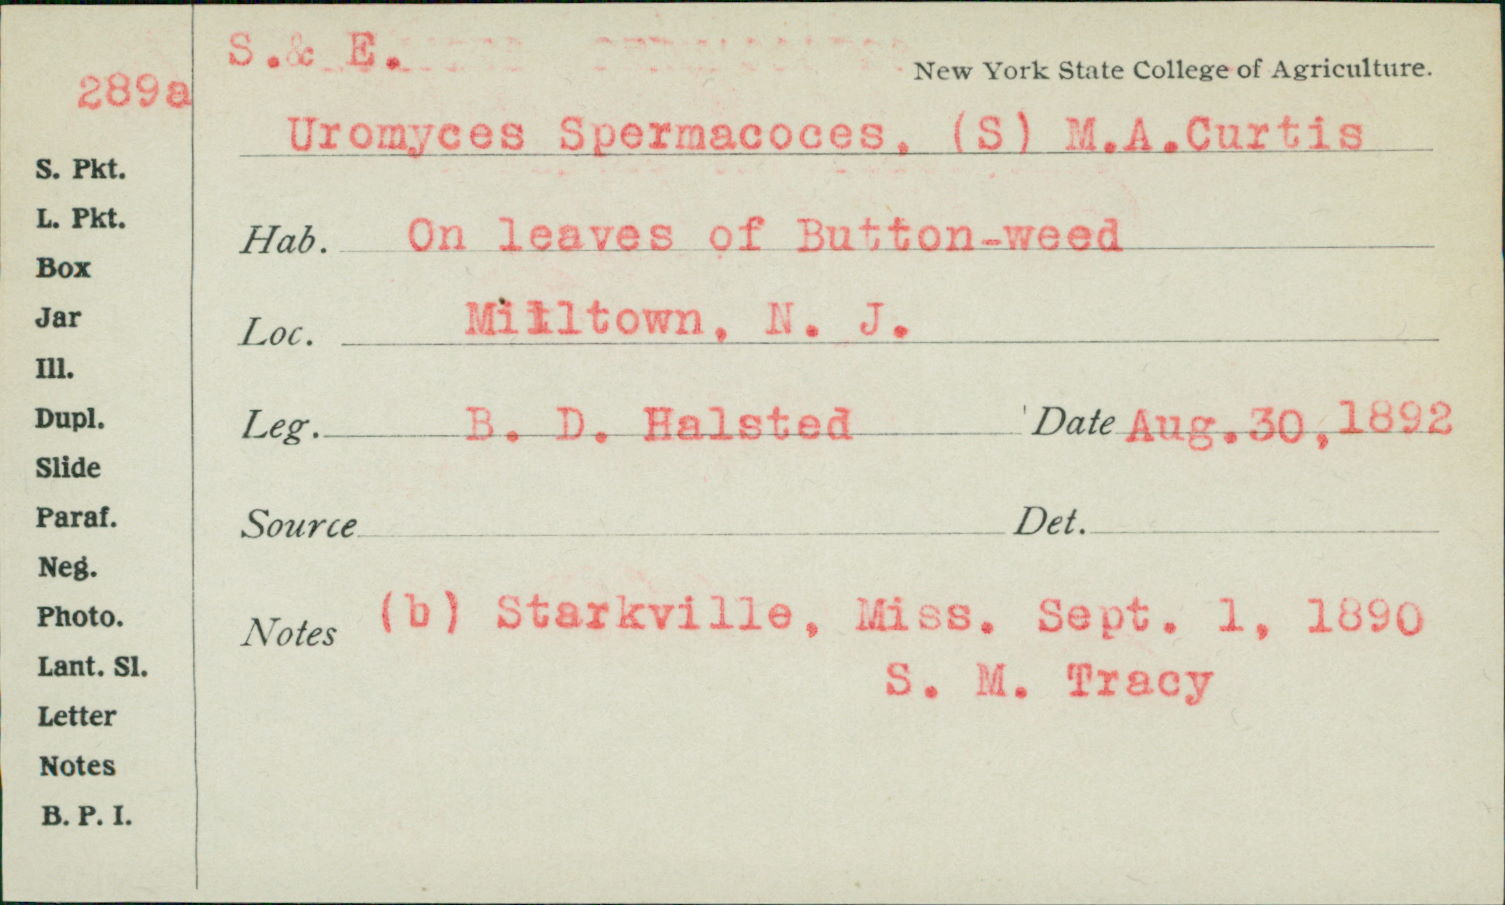 S.& E.
New York State College of Agriculture.
289a
Uromyces Spermacoces, (S) M.A.Curtis
S. Pkt.
L. Pkt.
Box
Jar
Ill.
Dupl.
Slide
Paraf.
Neg.
Photo.
Lant. Sl.
Letter
Notes
B. P. I.
Hab. On leaves of Button-weed
Loc. Milltown, N. J.
Leg. B. D. Halsted Date Aug.30,1892
Source Det.
Notes (b) Starkville, Miss. Sept. 1, 1890
S. M. Tracy